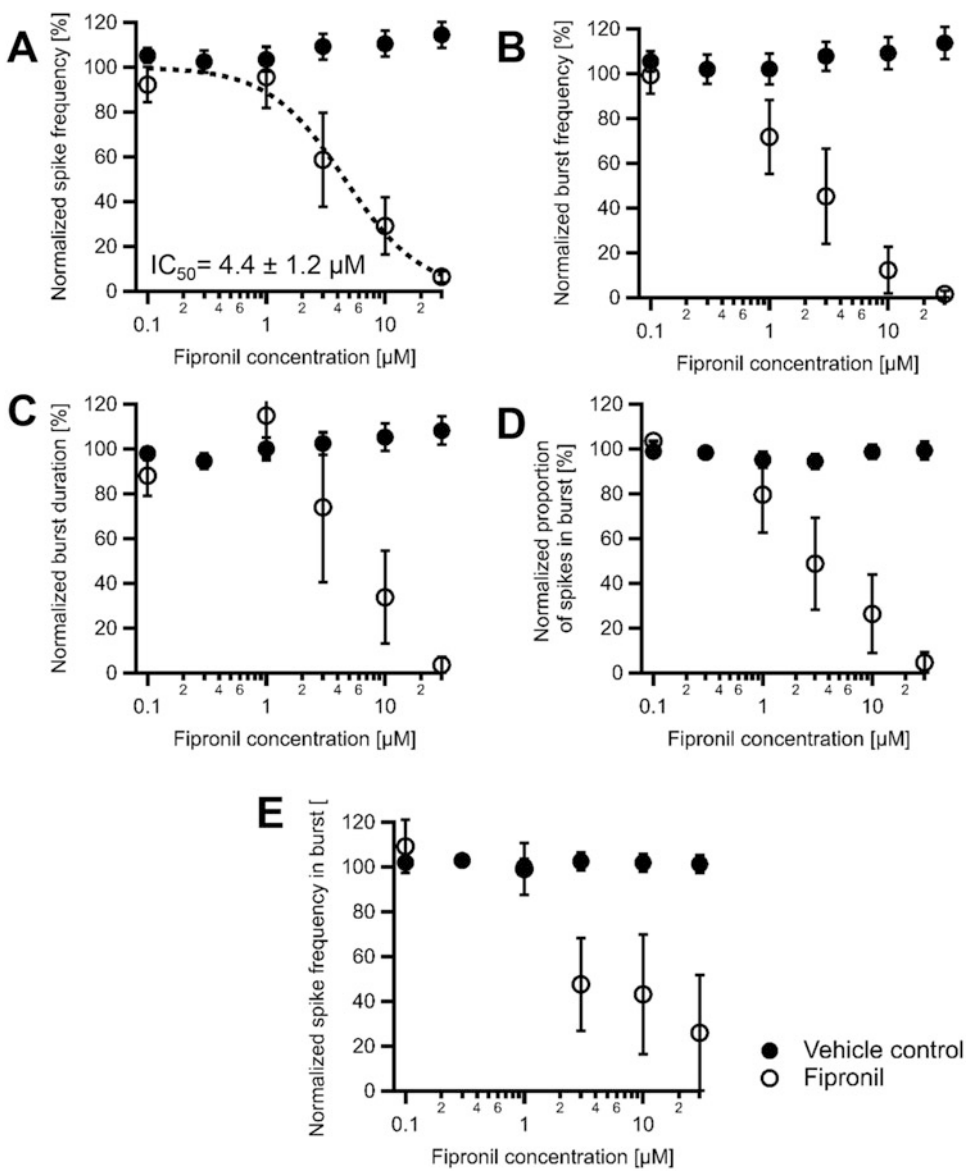 A
Normalized spike frequency [%]
120
100
80
60
40
20
0
IC50= 4.4 ± 1.2 µM
0.1 2 4 6 1 2 4 6 10 2
Fipronil concentration [µM]
B
Normalized burst frequency [%]
120
100
80
60
40
20
0
0.1 2 4 6 1 2 4 6 10 2
Fipronil concentration [µM]
C
Normalized burst duration [%]
120
100
80
60
40
20
0
0.1 2 4 6 1 2 4 6 10 2
Fipronil concentration [µM]
D
Normalized proportion
of spikes in burst [%]
120
100
80
60
40
20
0
0.1 2 4 6 1 2 4 6 10 2
Fipronil concentration [µM]
E
Normalized spike frequency in burst [
120
100
80
60
40
20
0
0.1 2 4 6 1 2 4 6 10 2
Fipronil concentration [µM]
Vehicle control
Fipronil